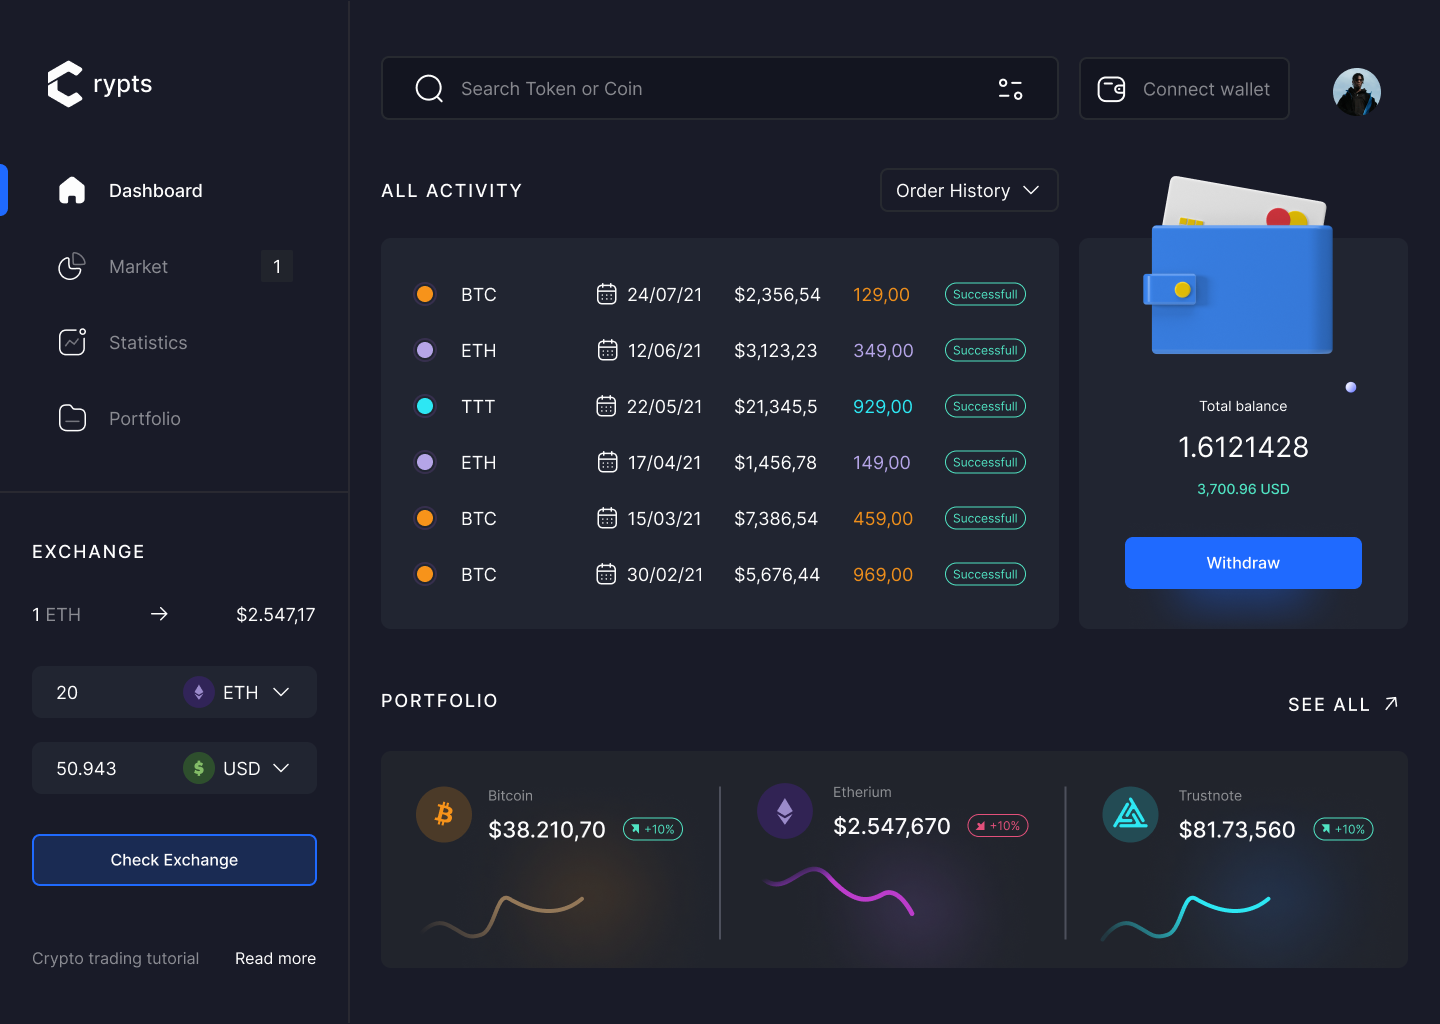 rypts
Search Token or Coin
Connect wallet
Dashboard
Market 1
Statistics
Portfolio
EXCHANGE
1 ETH $2.547,17
20 ETH
50.943 USD
Check Exchange
Crypto trading tutorial Read more
ALL ACTIVITY
Order History
BTC 24/07/21 $2,356,54 129,00 Successfull
ETH 12/06/21 $3,123,23 349,00 Successfull
TTT 22/05/21 $21,345,5 929,00 Successfull
ETH 17/04/21 $1,456,78 149,00 Successfull
BTC 15/03/21 $7,386,54 459,00 Successfull
BTC 30/02/21 $5,676,44 969,00 Successfull
Total balance
1.6121428
3,700.96 USD
Withdraw
PORTFOLIO
SEE ALL
Bitcoin
$38.210,70 +10%
Etherium
$2.547,670 +10%
Trustnote
$81.73,560 +10%